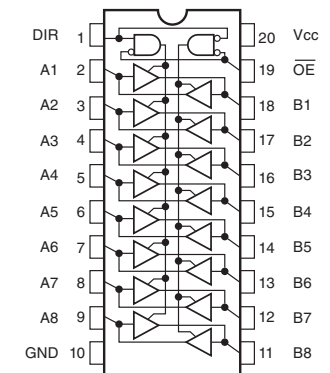 DIR 1 20 Vcc
A1 2 19 OE
A2 3 18 B1
A3 4 17 B2
A4 5 16 B3
A5 6 15 B4
A6 7 14 B5
A7 8 13 B6
A8 9 12 B7
GND 10 11 B8